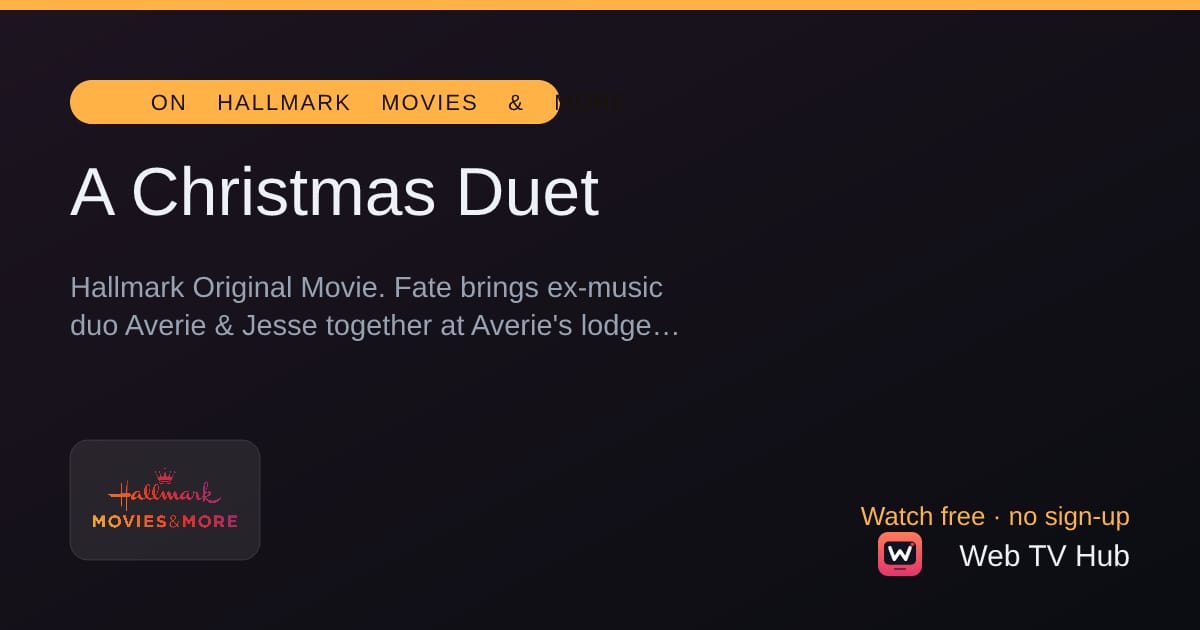 ON HALLMARK MOVIES & MORE
A Christmas Duet
Hallmark Original Movie. Fate brings ex-music
duo Averie & Jesse together at Averie's lodge…
Hallmark
MOVIES&MORE
Watch free · no sign-up
Web TV Hub